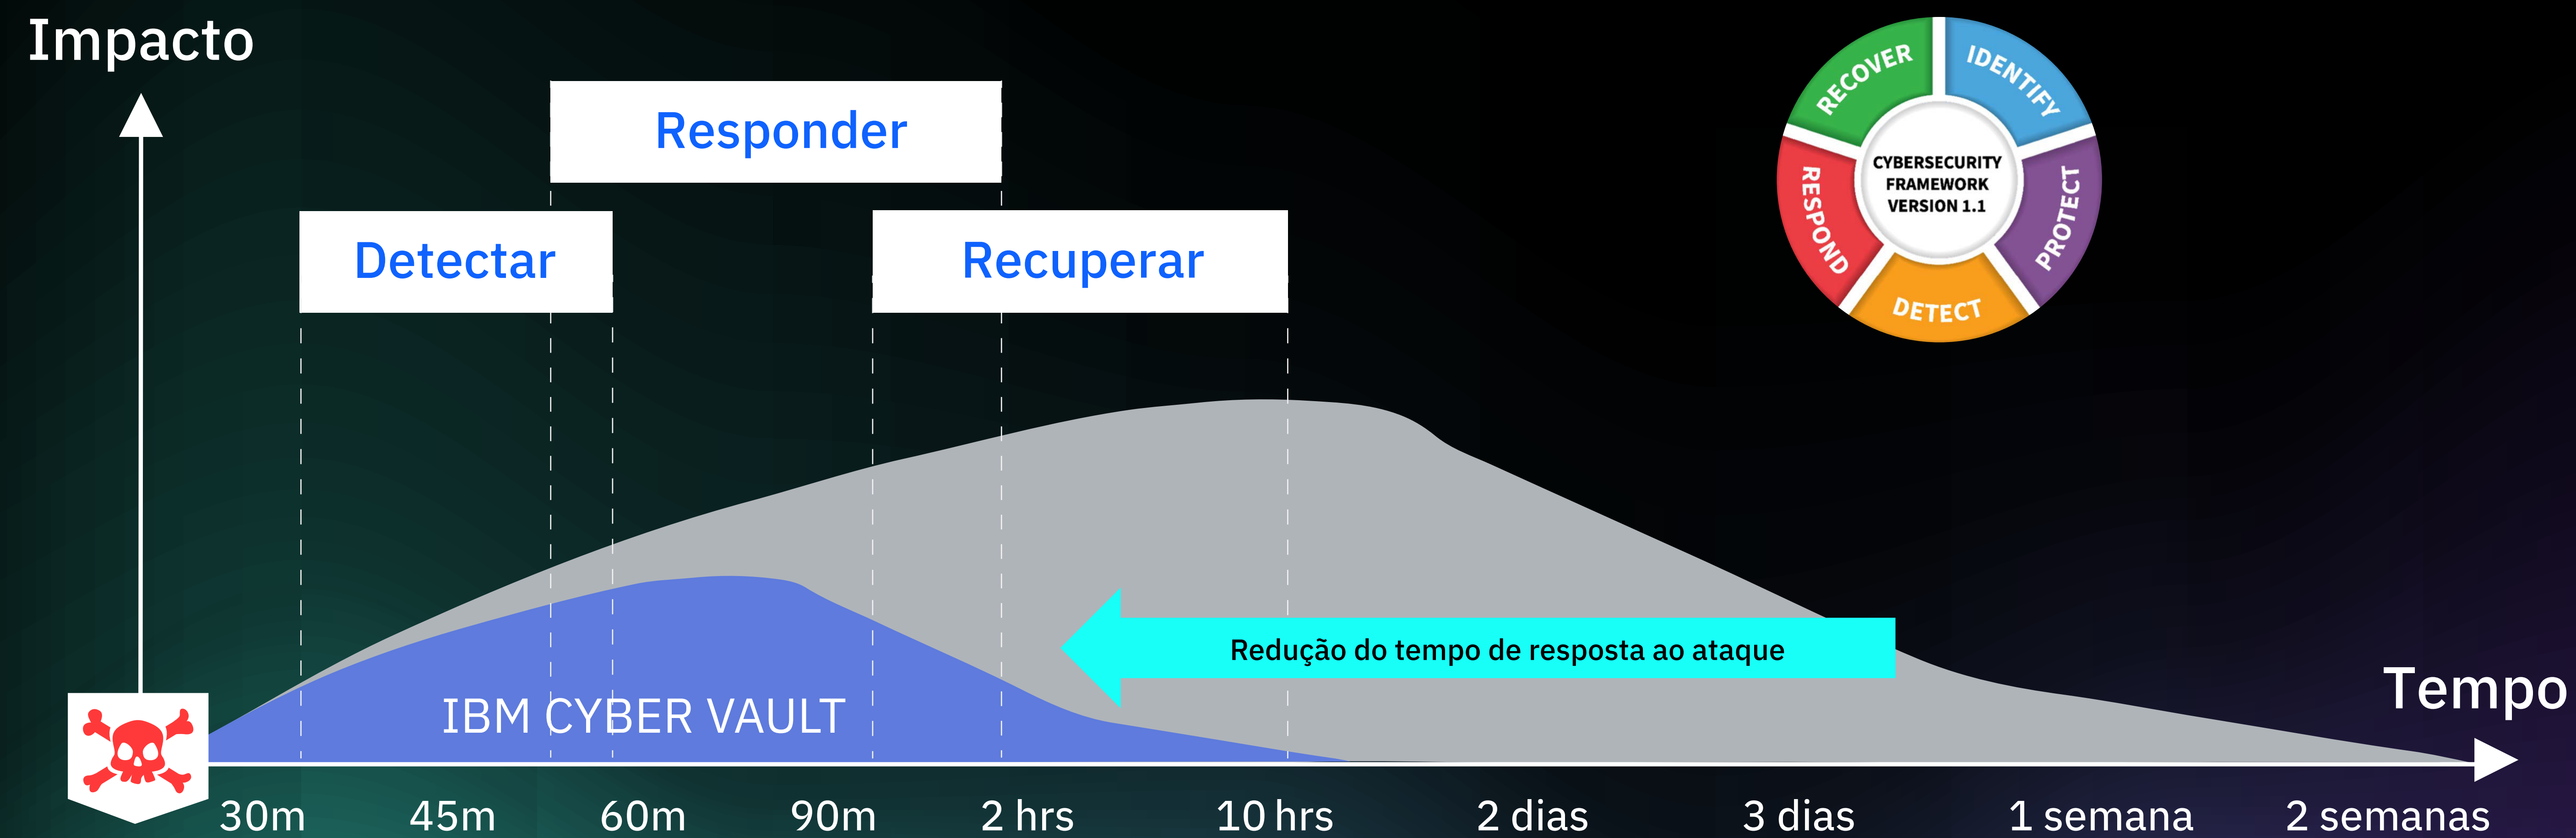 Impacto
Responder
Detectar
Recuperar
RECOVER
IDENTIFY
PROTECT
DETECT
RESPOND
CYBERSECURITY
FRAMEWORK
VERSION 1.1
Redução do tempo de resposta ao ataque
IBM CYBER VAULT
Tempo
30m 45m 60m 90m 2 hrs 10 hrs 2 dias 3 dias 1 semana 2 semanas